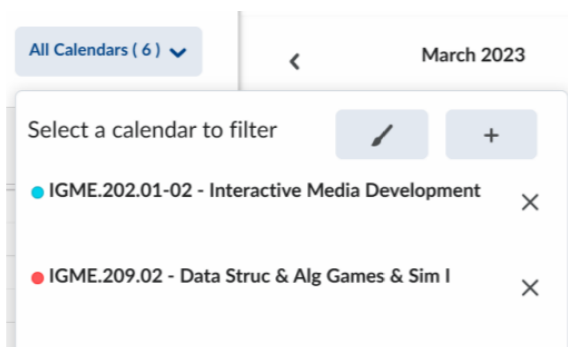 All Calendars ( 6 )
March 2023
Select a calendar to filter
IGME.202.01-02 - Interactive Media Development
IGME.209.02 - Data Struc & Alg Games & Sim I